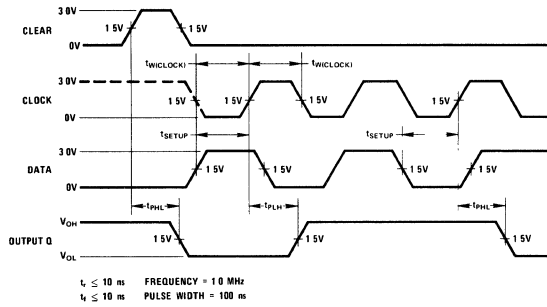 3 0V
CLEAR
1 5V
1 5V
0V
tW(CLOCK)
tW(CLOCK)
3 0V
CLOCK
1 5V
1 5V
1 5V
1 5V
0V
tSETUP
tSETUP
3 0V
DATA
1 5V
1 5V
1 5V
1 5V
0V
tPHL
tPLH
tPHL
VOH
OUTPUT Q
1 5V
1 5V
1 5V
VOL
tr ≤ 10 ns FREQUENCY = 1 0 MHz
tf ≤ 10 ns PULSE WIDTH = 100 ns